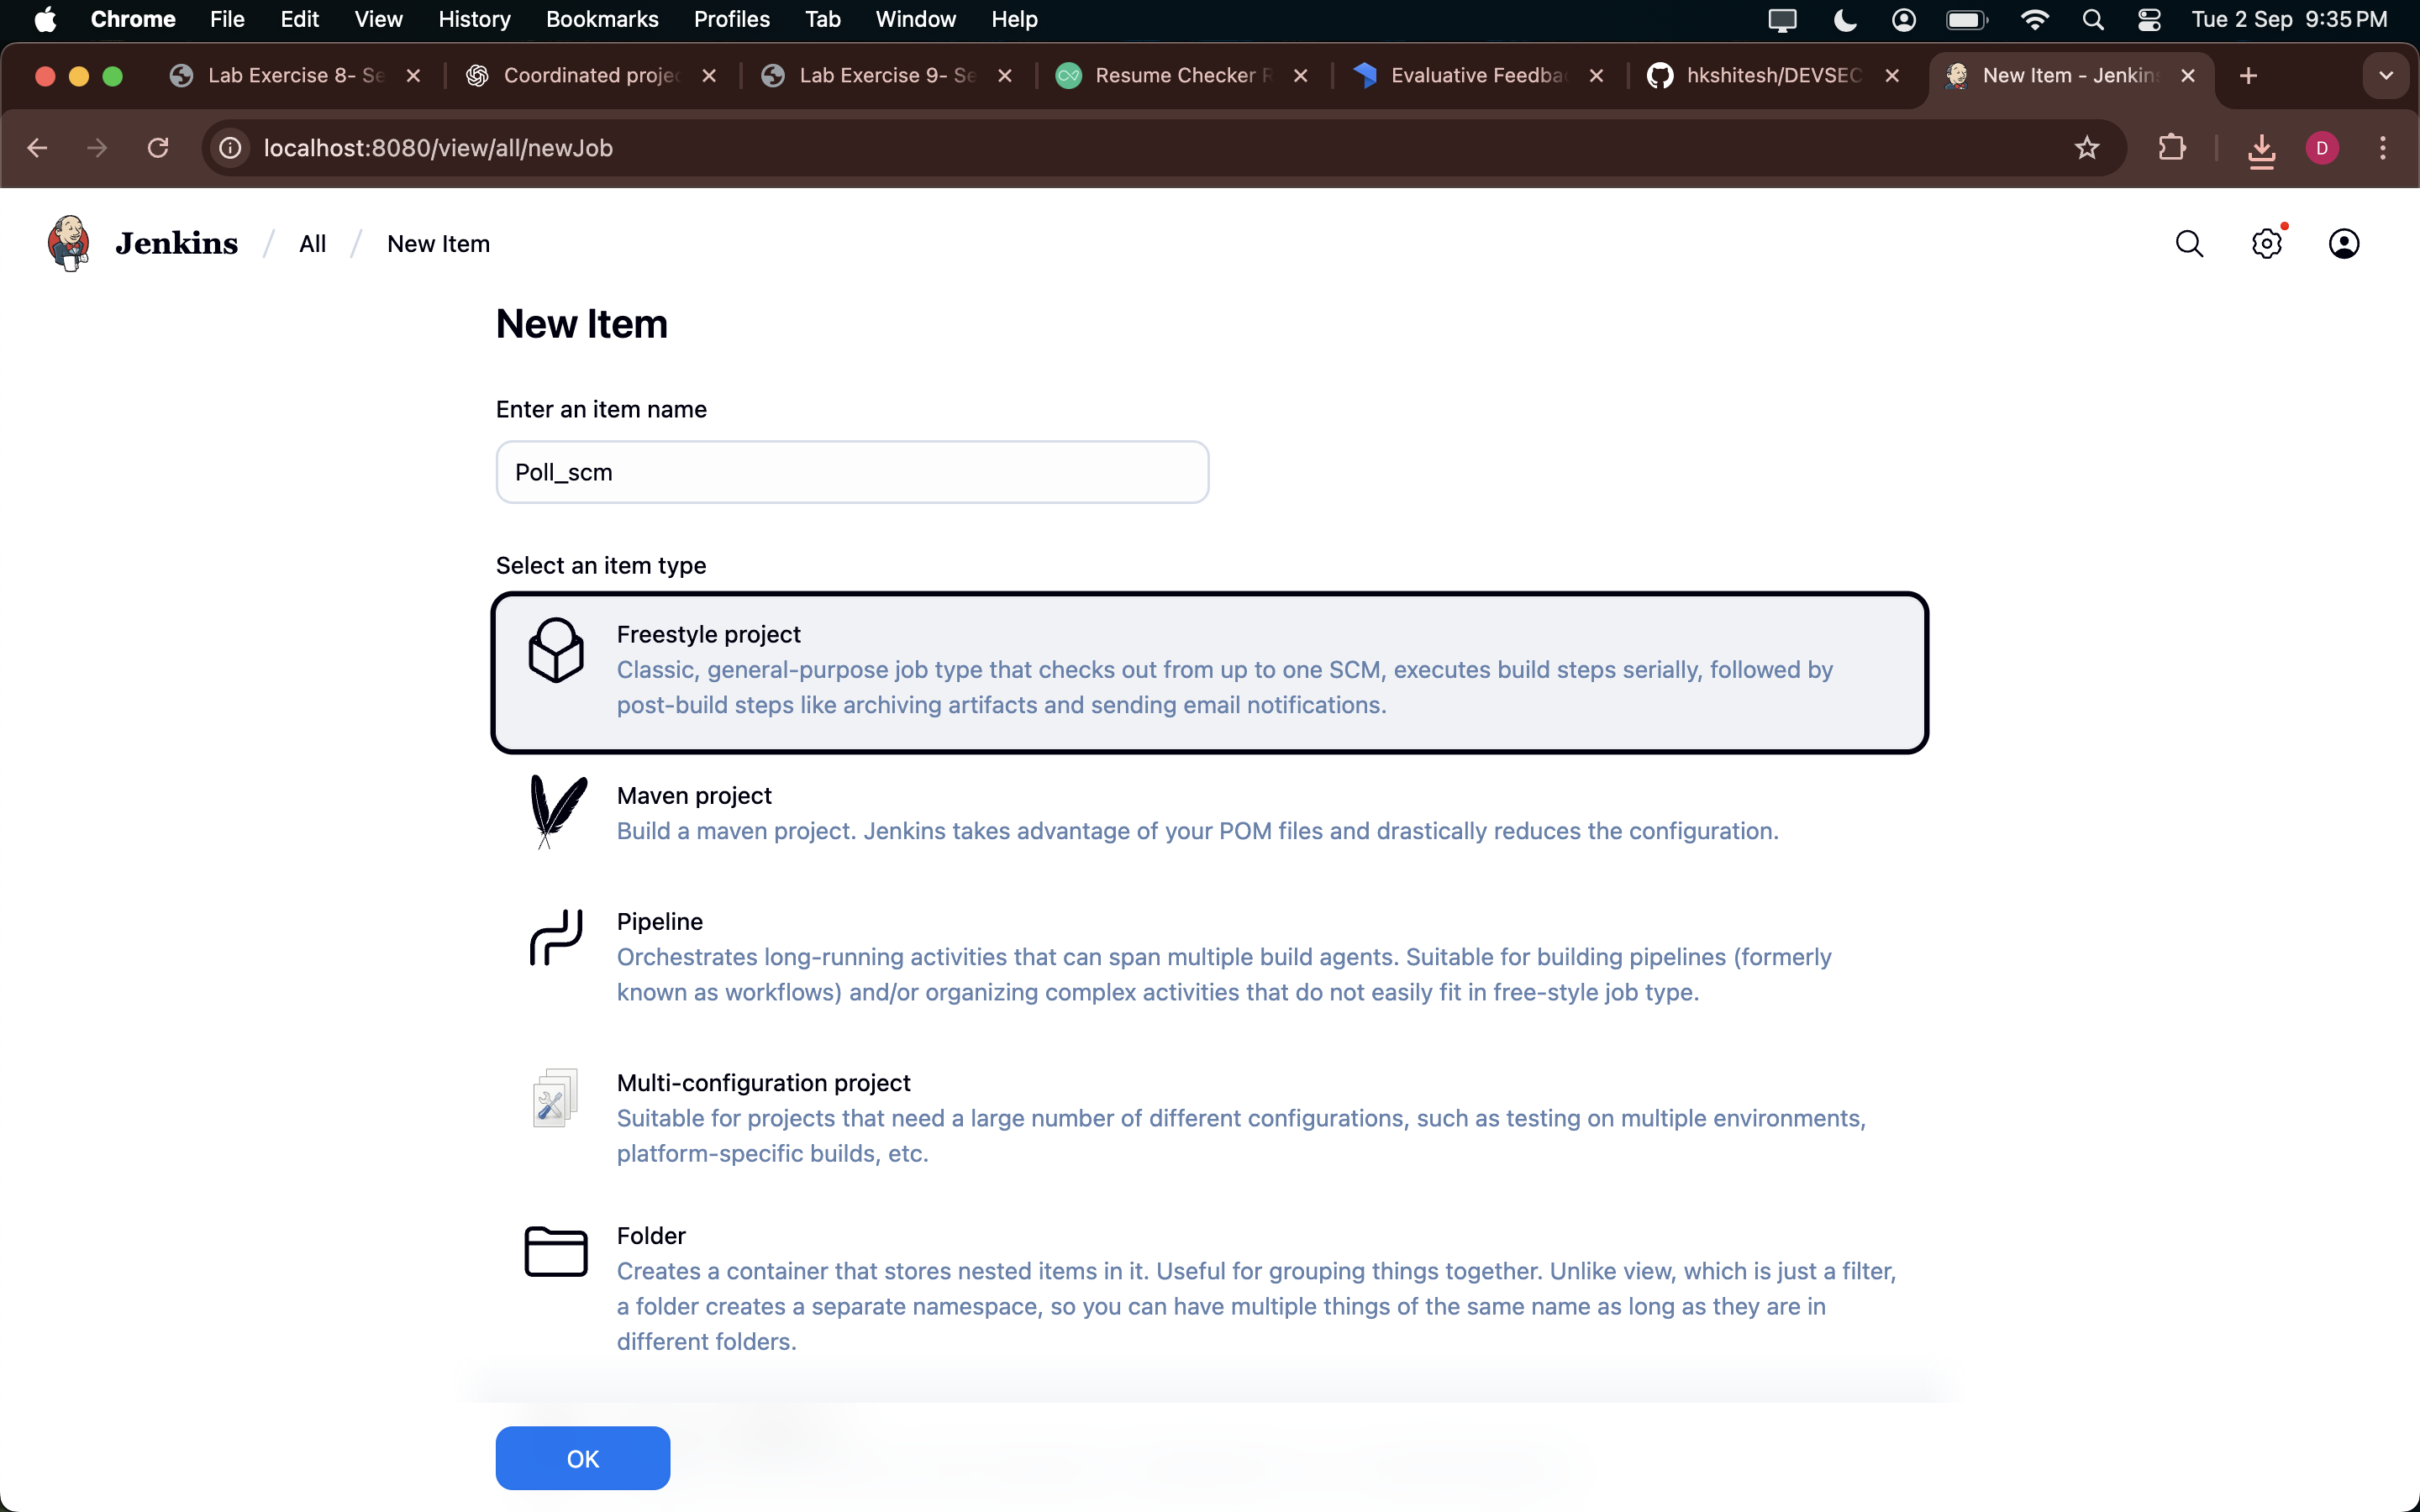 Chrome File Edit View History Bookmarks Profiles Tab Window Help Tue 2 Sep 9:35 PM
Lab Exercise 8- Se Coordinated projec Lab Exercise 9- Se Resume Checker Evaluative Feedba hkshitesh/DEVSEC New Item - Jenkins
localhost:8080/view/all/newJob D
Jenkins / All / New Item
New Item
Enter an item name
Poll_scm
Select an item type
Freestyle project
Classic, general-purpose job type that checks out from up to one SCM, executes build steps serially, followed by
post-build steps like archiving artifacts and sending email notifications.
Maven project
Build a maven project. Jenkins takes advantage of your POM files and drastically reduces the configuration.
Pipeline
Orchestrates long-running activities that can span multiple build agents. Suitable for building pipelines (formerly
known as workflows) and/or organizing complex activities that do not easily fit in free-style job type.
Multi-configuration project
Suitable for projects that need a large number of different configurations, such as testing on multiple environments,
platform-specific builds, etc.
Folder
Creates a container that stores nested items in it. Useful for grouping things together. Unlike view, which is just a filter,
a folder creates a separate namespace, so you can have multiple things of the same name as long as they are in
different folders.
OK